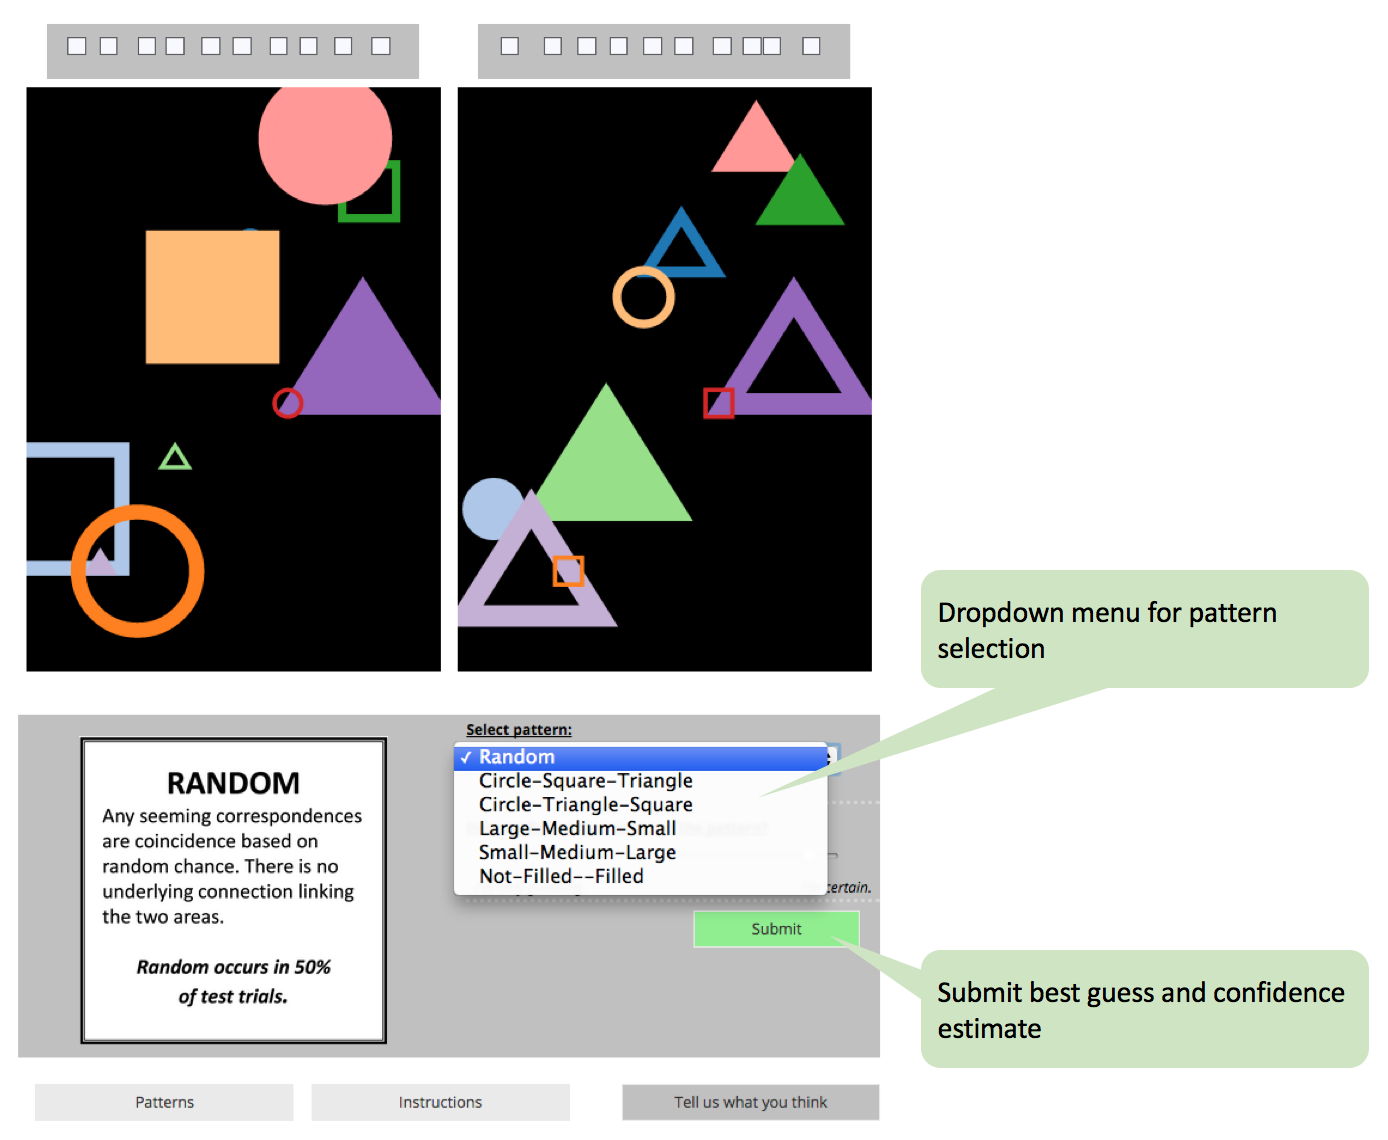 Dropdown menu for pattern
selection
Select pattern:
✓ Random
Circle-Square-Triangle
Circle-Triangle-Square
Large-Medium-Small
Small-Medium-Large
Not-Filled--Filled
certain.
Submit
RANDOM
Any seeming correspondences
are coincidence based on
random chance. There is no
underlying connection linking
the two areas.
Random occurs in 50%
of test trials.
Submit best guess and confidence
estimate
Patterns
Instructions
Tell us what you think